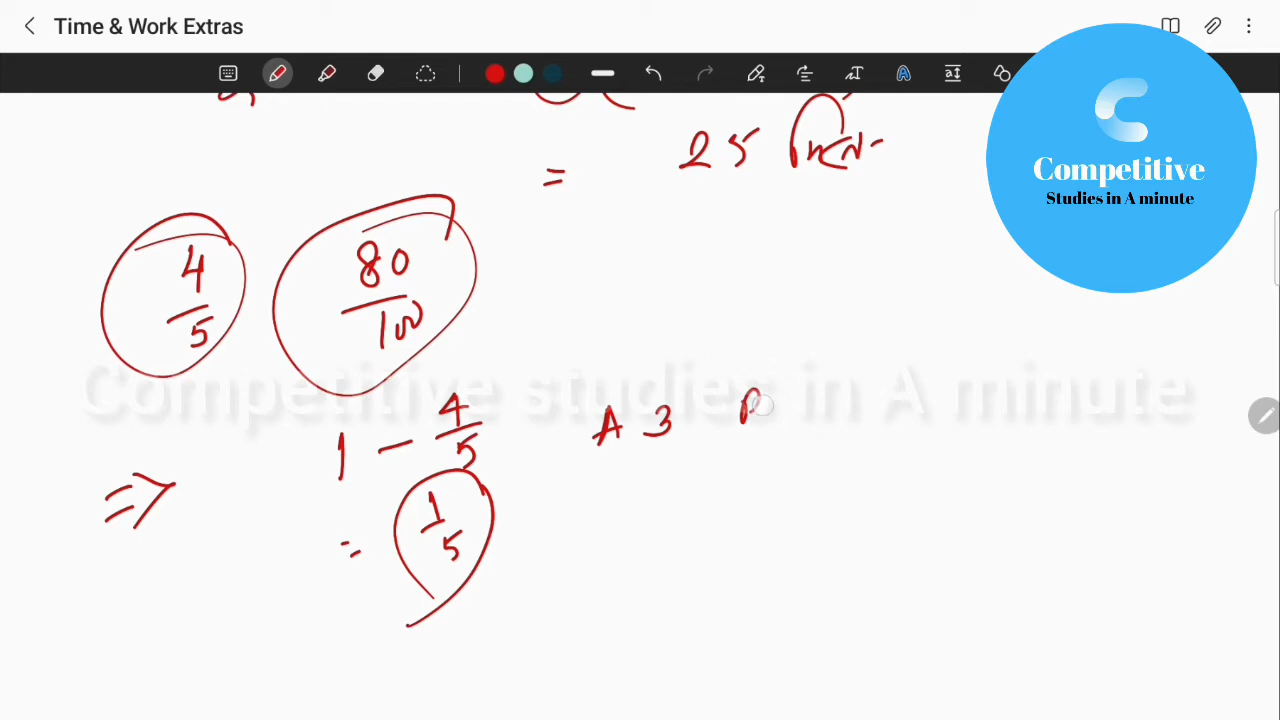 Time & Work Extras
Competitive
Studies in A minute
= 25
4/5 80/100
Competitive studies in A minute
⇒ 1 - 4/5 A 3
= 1/5